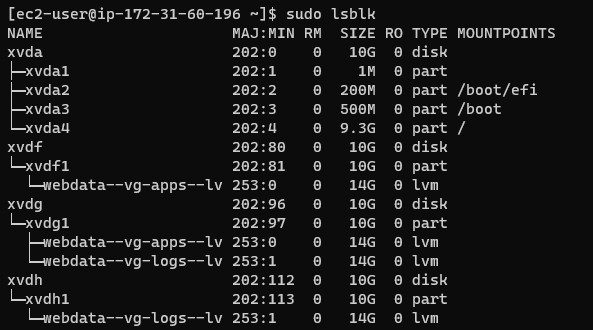 [ec2-user@ip-172-31-60-196 ~]$ sudo lsblk
NAME                      MAJ:MIN RM  SIZE RO TYPE MOUNTPOINTS
xvda                      202:0    0   10G  0 disk
├─xvda1                   202:1    0    1M  0 part
├─xvda2                   202:2    0  200M  0 part /boot/efi
├─xvda3                   202:3    0  500M  0 part /boot
└─xvda4                   202:4    0  9.3G  0 part /
xvdf                      202:80   0   10G  0 disk
└─xvdf1                   202:81   0   10G  0 part
  └─webdata--vg-apps--lv 253:0    0   14G  0 lvm
xvdg                      202:96   0   10G  0 disk
└─xvdg1                   202:97   0   10G  0 part
  ├─webdata--vg-apps--lv 253:0    0   14G  0 lvm
  └─webdata--vg-logs--lv 253:1    0   14G  0 lvm
xvdh                      202:112  0   10G  0 disk
└─xvdh1                   202:113  0   10G  0 part
  └─webdata--vg-logs--lv 253:1    0   14G  0 lvm